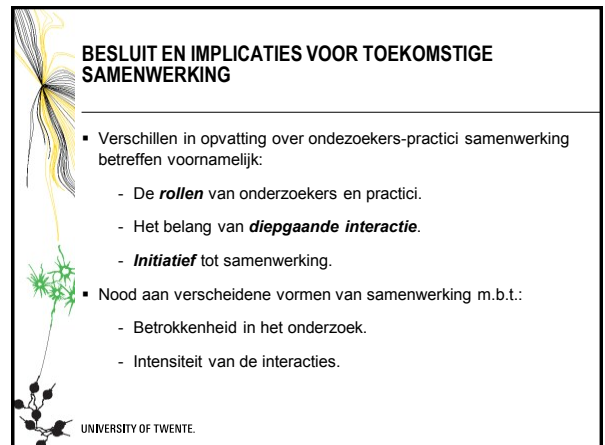 BESLUIT EN IMPLICATIES VOOR TOEKOMSTIGE
SAMENWERKING
▪ Verschillen in opvatting over ondezoekers-practici samenwerking
betreffen voornamelijk:
- De rollen van onderzoekers en practici.
- Het belang van diepgaande interactie.
- Initiatief tot samenwerking.
▪ Nood aan verscheidene vormen van samenwerking m.b.t.:
- Betrokkenheid in het onderzoek.
- Intensiteit van de interacties.
UNIVERSITY OF TWENTE.